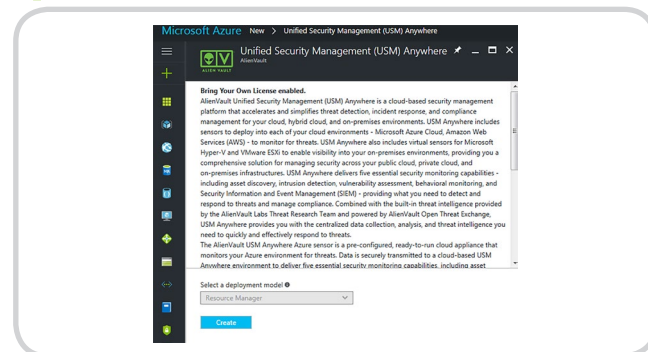 Microsoft Azure New > Unified Security Management (USM) Anywhere
Unified Security Management (USM) Anywhere
AlienVault
ALIEN VAULT
Bring Your Own License enabled.
AlienVault Unified Security Management (USM) Anywhere is a cloud-based security management
platform that accelerates and simplifies threat detection, incident response, and compliance
management for your cloud, hybrid cloud, and on-premises environments. USM Anywhere includes
sensors to deploy into each of your cloud environments - Microsoft Azure Cloud, Amazon Web
Services (AWS) - to monitor for threats. USM Anywhere also includes virtual sensors for Microsoft
Hyper-V and VMware ESXi to enable visibility into your on-premises environments, providing you a
comprehensive solution for managing security across your public cloud, private cloud, and
on-premises infrastructures. USM Anywhere delivers five essential security monitoring capabilities -
including asset discovery, intrusion detection, vulnerability assessment, behavioral monitoring, and
Security Information and Event Management (SIEM) - providing what you need to detect and
respond to threats and manage compliance. Combined with the built-in threat intelligence provided
by the AlienVault Labs Threat Research Team and powered by AlienVault Open Threat Exchange,
USM Anywhere provides you with the centralized data collection, analysis, and threat intelligence you
need to quickly and effectively respond to threats.
The AlienVault USM Anywhere Azure sensor is a pre-configured, ready-to-run cloud appliance that
monitors your Azure environment for threats. Data is securely transmitted to a cloud-based USM
Anywhere environment to deliver five essential security monitoring capabilities, including asset
Select a deployment model
Resource Manager
Create